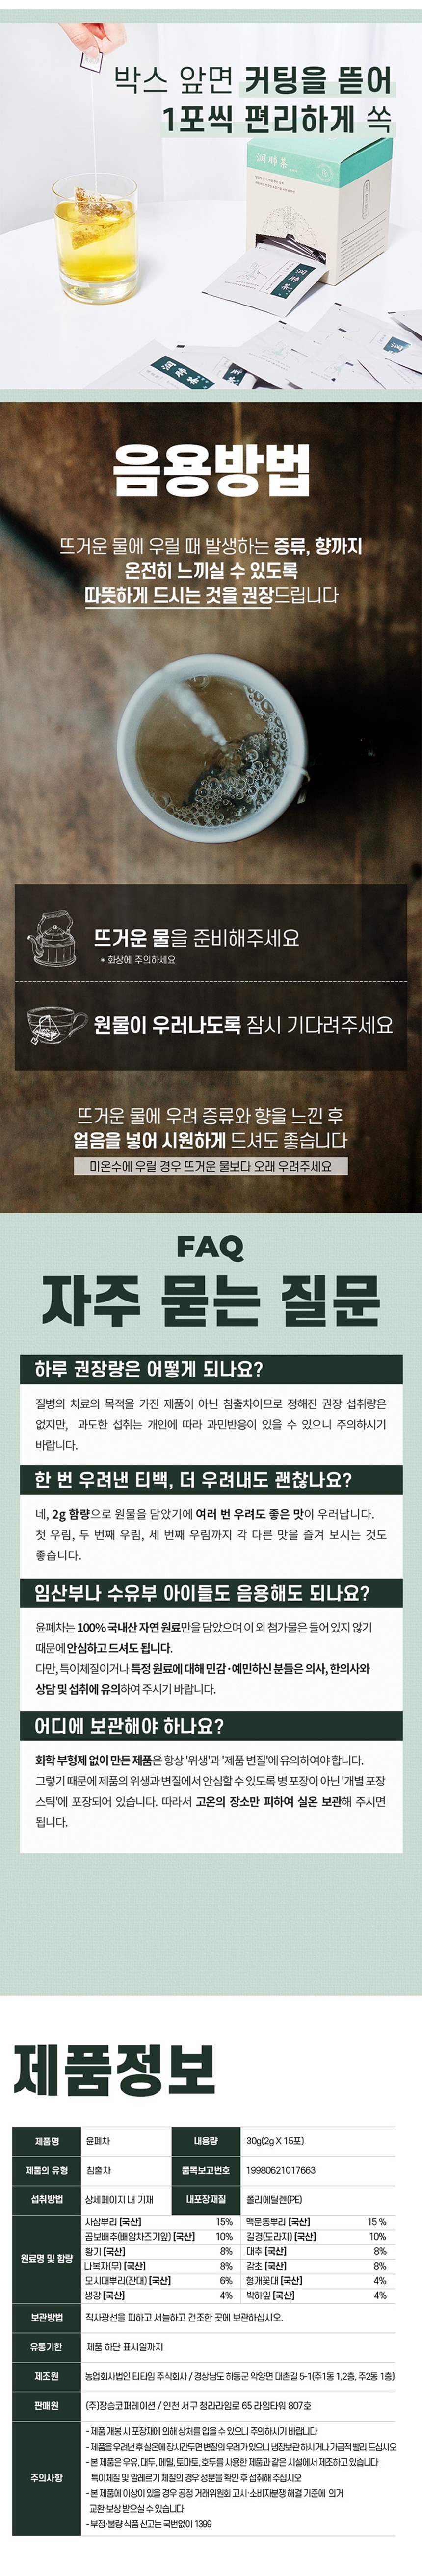 박스 앞면 커팅을 뜯어
1포씩 편리하게 쏙
润肺茶
润肺茶
음용방법
뜨거운 물에 우릴 때 발생하는 증류, 향까지
온전히 느끼실 수 있도록
따뜻하게 드시는 것을 권장드립니다
뜨거운 물을 준비해주세요
* 화상에 주의하세요
원물이 우러나도록 잠시 기다려주세요
뜨거운 물에 우려 증류와 향을 느낀 후
얼음을 넣어 시원하게 드셔도 좋습니다
미온수에 우릴 경우 뜨거운 물보다 오래 우려주세요
FAQ
자주 묻는 질문
하루 권장량은 어떻게 되나요?
질병의 치료의 목적을 가진 제품이 아닌 침출차이므로 정해진 권장 섭취량은
없지만, 과도한 섭취는 개인에 따라 과민반응이 있을 수 있으니 주의하시기
바랍니다.
한 번 우려낸 티백, 더 우려내도 괜찮나요?
네, 2g 함량으로 원물을 담았기에 여러 번 우려도 좋은 맛이 우러납니다.
첫 우림, 두 번째 우림, 세 번째 우림까지 각 다른 맛을 즐겨 보시는 것도
좋습니다.
임산부나 수유부 아이들도 음용해도 되나요?
윤폐차는 100% 국내산 자연 원료만을 담았으며 이 외 첨가물은 들어 있지 않기
때문에 안심하고 드셔도 됩니다.
다만, 특이체질이거나 특정 원료에 대해 민감·예민하신 분들은 의사, 한의사와
상담 및 섭취에 유의하여 주시기 바랍니다.
어디에 보관해야 하나요?
화학 부형제 없이 만든 제품은 항상 '위생'과 '제품 변질'에 유의하여야 합니다.
그렇기 때문에 제품의 위생과 변질에서 안심할 수 있도록 병 포장이 아닌 '개별 포장
스틱'에 포장되어 있습니다. 따라서 고온의 장소만 피하여 실온 보관해 주시면
됩니다.
제품정보
제품명 윤폐차 내용량 30g(2g X 15포)
제품의 유형 침출차 품목보고번호 19980621017663
섭취방법 상세페이지 내 기재 내포장재질 폴리에틸렌(PE)
원료명 및 함량
사삼뿌리 [국산] 15% 맥문동뿌리 [국산] 15 %
곰보배추(배암차즈기잎) [국산] 10% 길경(도라지) [국산] 10%
황기 [국산] 8% 대추 [국산] 8%
나복자(무) [국산] 8% 감초 [국산] 8%
모시대뿌리(잔대) [국산] 6% 형개꽃대 [국산] 4%
생강 [국산] 4% 박하잎 [국산] 4%
보관방법 직사광선을 피하고 서늘하고 건조한 곳에 보관하십시오.
유통기한 제품 하단 표시일까지
제조원 농업회사법인 티타임 주식회사 / 경상남도 하동군 악양면 대촌길 5-1(주1동 1,2층, 주2동 1층)
판매원 (주)장승코퍼레이션 / 인천 서구 청라라임로 65 라임타워 807호
주의사항
- 제품 개봉 시 포장재에 의해 상처를 입을 수 있으니 주의하시기 바랍니다
- 제품을 우려낸 후 실온에 장시간두면 변질의 우려가 있으니 냉장보관 하시거나 가급적 빨리 드십시오
- 본 제품은 우유, 대두, 메밀, 토마토, 호두를 사용한 제품과 같은 시설에서 제조하고 있습니다
특이체질 및 알레르기 체질의 경우 성분을 확인 후 섭취해 주십시오
- 본 제품에 이상이 있을 경우 공정 거래위원회 고시·소비자분쟁 해결 기준에 의거
교환·보상 받으실 수 있습니다
- 부정·불량 식품 신고는 국번없이 1399